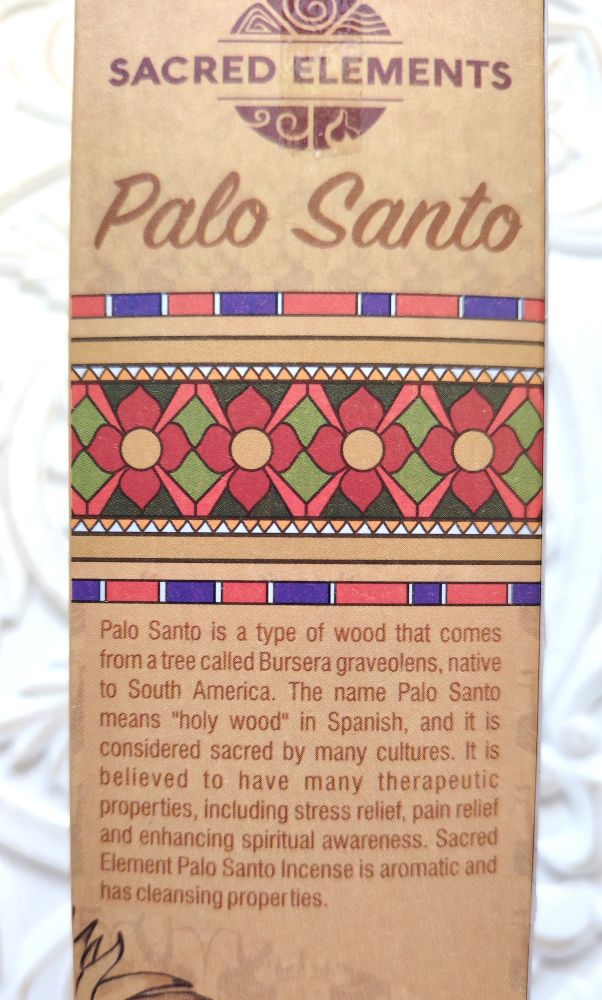 SACRED ELEMENTS
Palo Santo
Palo Santo is a type of wood that comes
from a tree called Bursera graveolens, native
to South America. The name Palo Santo
means "holy wood" in Spanish, and it is
considered sacred by many cultures. It is
believed to have many therapeutic
properties, including stress relief, pain relief
and enhancing spiritual awareness. Sacred
Element Palo Santo Incense is aromatic and
has cleansing properties.